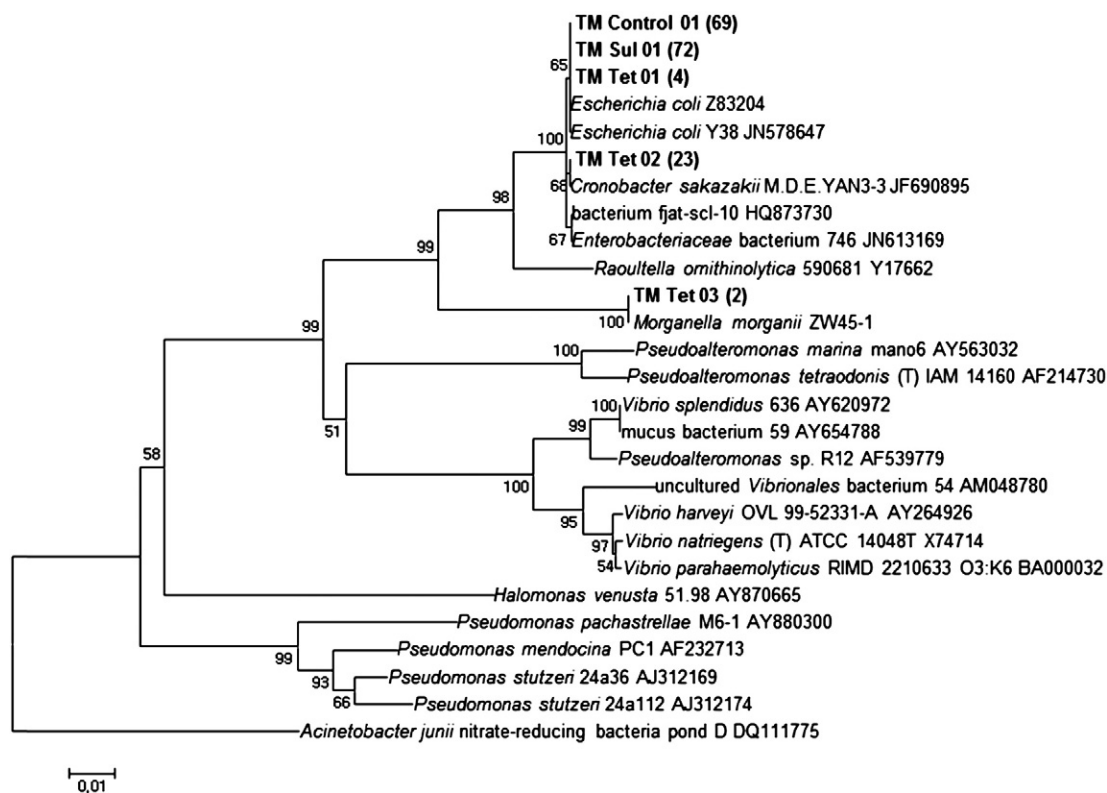 TM Control 01 (69)
TM Sul 01 (72)
65
TM Tet 01 (4)
Escherichia coli Z83204
Escherichia coli Y38 JN578647
100
TM Tet 02 (23)
68
Cronobacter sakazakii M.D.E.YAN3-3 JF690895
98
bacterium fjat-scl-10 HQ873730
67
Enterobacteriaceae bacterium 746 JN613169
99
Raoultella ornithinolytica 590681 Y17662
TM Tet 03 (2)
100
Morganella morganii ZW45-1
99
100
Pseudoalteromonas marina mano6 AY563032
Pseudoalteromonas tetraodonis (T) IAM 14160 AF214730
100
Vibrio splendidus 636 AY620972
51
99
mucus bacterium 59 AY654788
58
Pseudoalteromonas sp. R12 AF539779
100
uncultured Vibrionales bacterium 54 AM048780
95
Vibrio harveyi OVL 99-52331-A AY264926
97
Vibrio natriegens (T) ATCC 14048T X74714
54
Vibrio parahaemolyticus RIMD 2210633 O3:K6 BA000032
Halomonas venusta 51.98 AY870665
Pseudomonas pachastrellae M6-1 AY880300
99
Pseudomonas mendocina PC1 AF232713
93
Pseudomonas stutzeri 24a36 AJ312169
66
Pseudomonas stutzeri 24a112 AJ312174
Acinetobacter junii nitrate-reducing bacteria pond D DQ111775
0,01